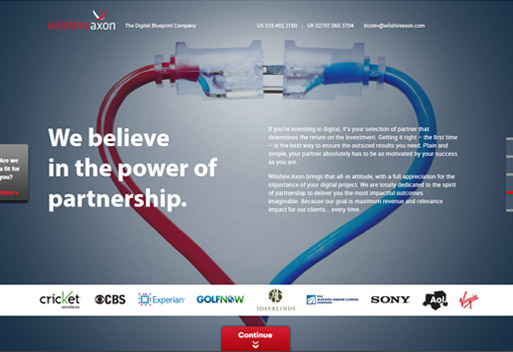 wilshireaxon
The Digital Blueprint Company
US 310.402.2180 | UK 02707.060.3704
bizdev@wilshireaxon.com
We believe
in the power of
partnership.
If you're investing in digital, it's your selection of partner that
determines the return on the investment. Getting it right – the first time
– is the best way to ensure the outsized results you need. Plain and
simple, your partner absolutely has to be as motivated by your success
as you are.
Wilshire Axon brings that all-in attitude, with a full appreciation for the
importance of your digital project. We are totally dedicated to the spirit
of partnership to deliver you the most impactful outcomes
imaginable. Because our goal is maximum revenue and relevance
impact for our clients... every time.
Are we
a fit for
you?
cricket
wireless
CBS
Experian
GOLFNOW
3DAYBLINDS
SONY
Aol.
Virgin
Continue